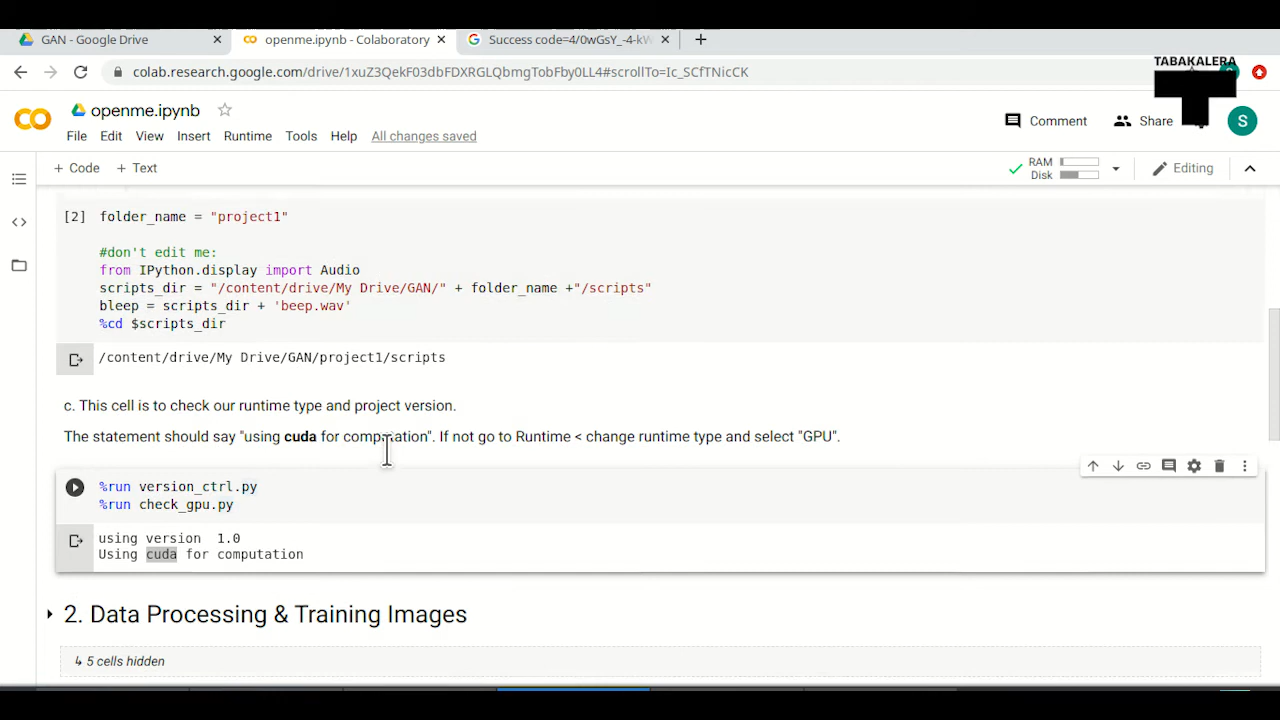 GAN - Google Drive
openme.ipynb - Colaboratory
Success code=4/0wGsY_-4-kW
colab.research.google.com/drive/1xuZ3QekF03dbFDXRGLQbmgTobFby0LL4#scrollTo=Ic_SCfTNicCK
TABAKALERA
openme.ipynb
Comment
Share
S
File Edit View Insert Runtime Tools Help All changes saved
+ Code + Text
RAM
Disk
Editing
[2] folder_name = "project1"
#don't edit me:
from IPython.display import Audio
scripts_dir = "/content/drive/My Drive/GAN/" + folder_name +"/scripts"
bleep = scripts_dir + 'beep.wav'
%cd $scripts_dir
/content/drive/My Drive/GAN/project1/scripts
c. This cell is to check our runtime type and project version.
The statement should say "using cuda for computation". If not go to Runtime < change runtime type and select "GPU".
%run version_ctrl.py
%run check_gpu.py
using version 1.0
Using cuda for computation
2. Data Processing & Training Images
↳ 5 cells hidden